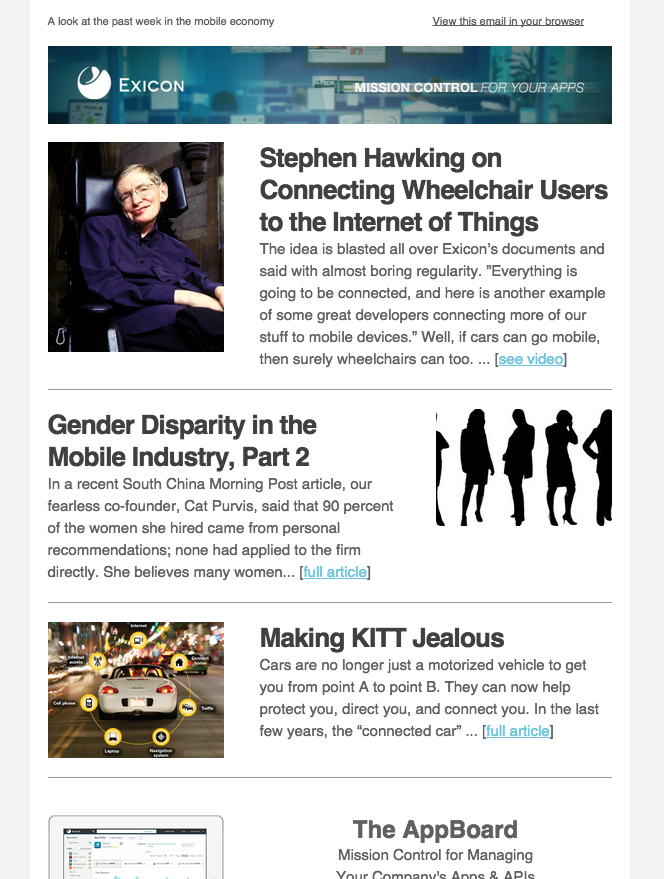 A look at the past week in the mobile economy
View this email in your browser
EXICON
MISSION CONTROL FOR YOUR APPS
Stephen Hawking on
Connecting Wheelchair Users
to the Internet of Things
The idea is blasted all over Exicon’s documents and
said with almost boring regularity. ”Everything is
going to be connected, and here is another example
of some great developers connecting more of our
stuff to mobile devices.” Well, if cars can go mobile,
then surely wheelchairs can too. ... [see video]
Gender Disparity in the
Mobile Industry, Part 2
In a recent South China Morning Post article, our
fearless co-founder, Cat Purvis, said that 90 percent
of the women she hired came from personal
recommendations; none had applied to the firm
directly. She believes many women... [full article]
Internet
Internet
access
Connect
home
Cell phone
Traffic
Laptop
Navigation
system
Making KITT Jealous
Cars are no longer just a motorized vehicle to get
you from point A to point B. They can now help
protect you, direct you, and connect you. In the last
few years, the “connected car” ... [full article]
The AppBoard
Mission Control for Managing
Your Company's Apps & APIs